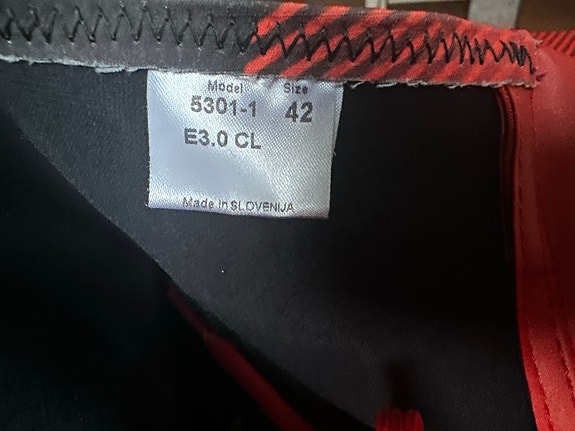 Model Size
5301-1 42
E3.0 CL
Made in SLOVENIJA